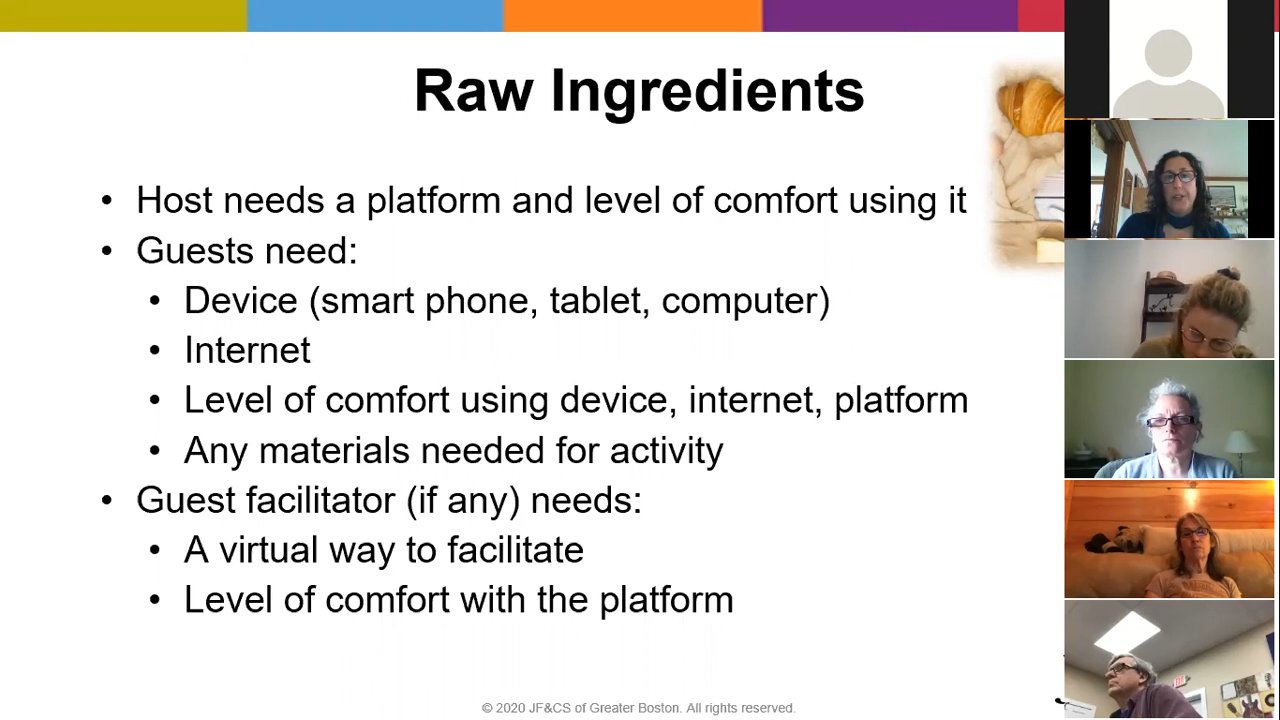 Raw Ingredients
• Host needs a platform and level of comfort using it
• Guests need:
• Device (smart phone, tablet, computer)
• Internet
• Level of comfort using device, internet, platform
• Any materials needed for activity
• Guest facilitator (if any) needs:
• A virtual way to facilitate
• Level of comfort with the platform
© 2020 JF&CS of Greater Boston. All rights reserved.